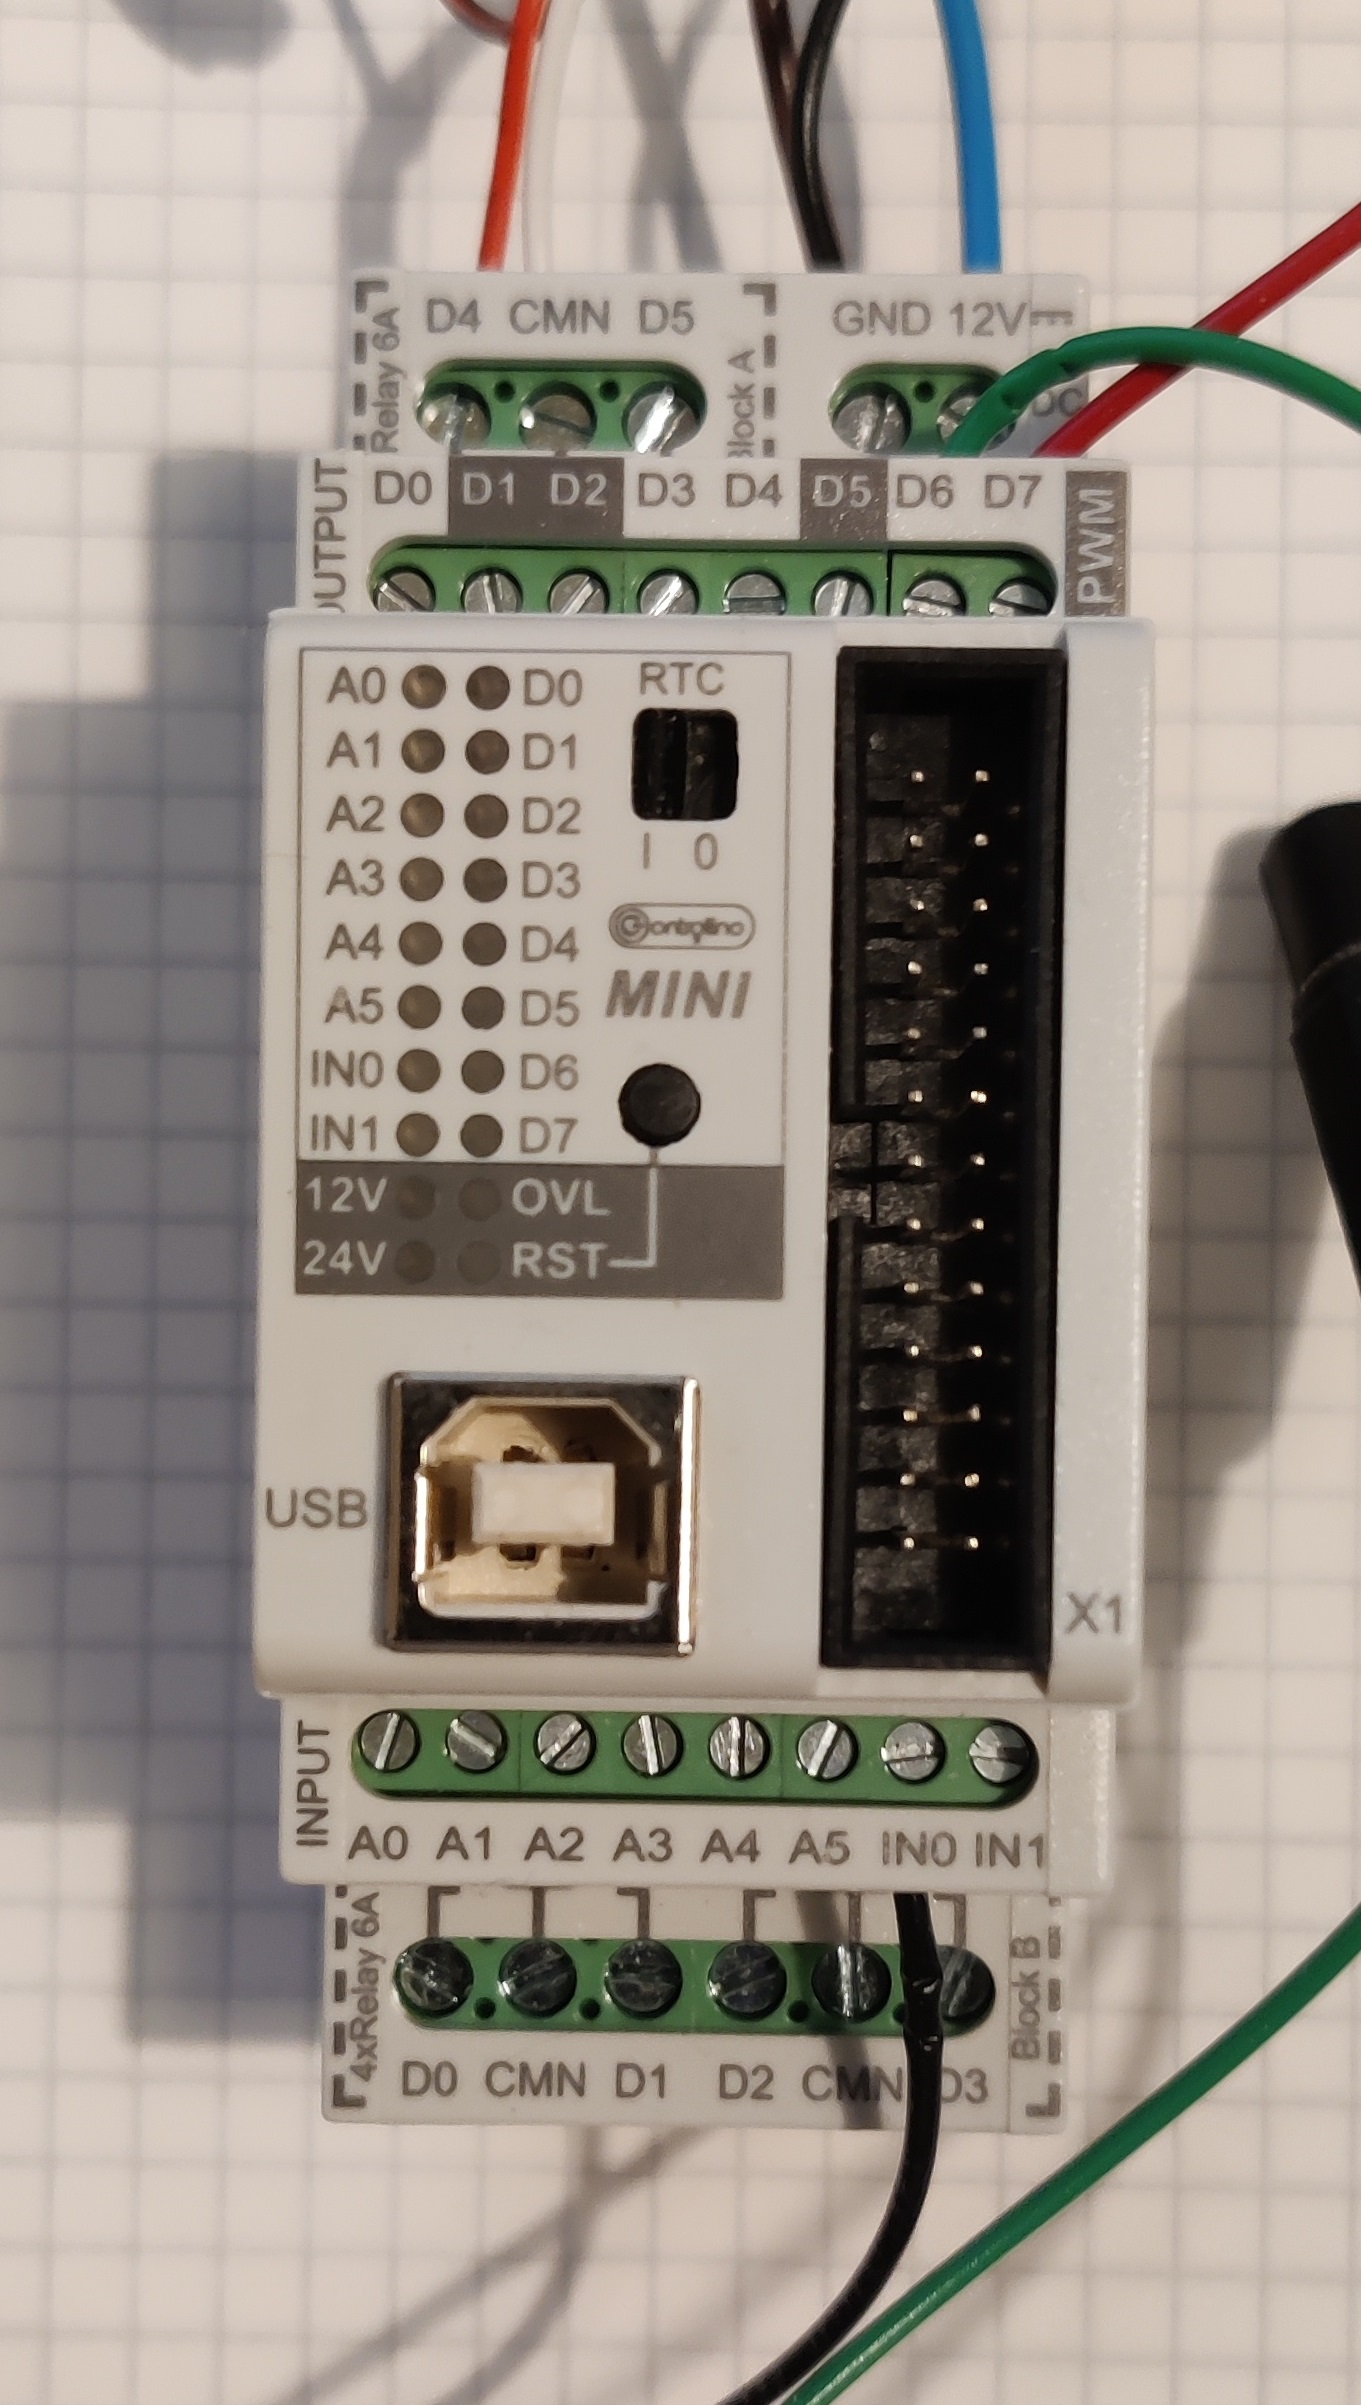 D4 CMN D5
Relay 6A
GND 12V
DC
OUTPUT
D0 D1 D2 D3 D4 D5 D6 D7
PWM
A0 D0
A1 D1
A2 D2
A3 D3
A4 D4
A5 D5
IN0 D6
IN1 D7
12V OVL
24V RST
RTC
I 0
Controllino
MINI
USB
X1
INPUT
A0 A1 A2 A3 A4 A5 IN0 IN1
4xRelay 6A
Block B
D0 CMN D1 D2 CMN D3